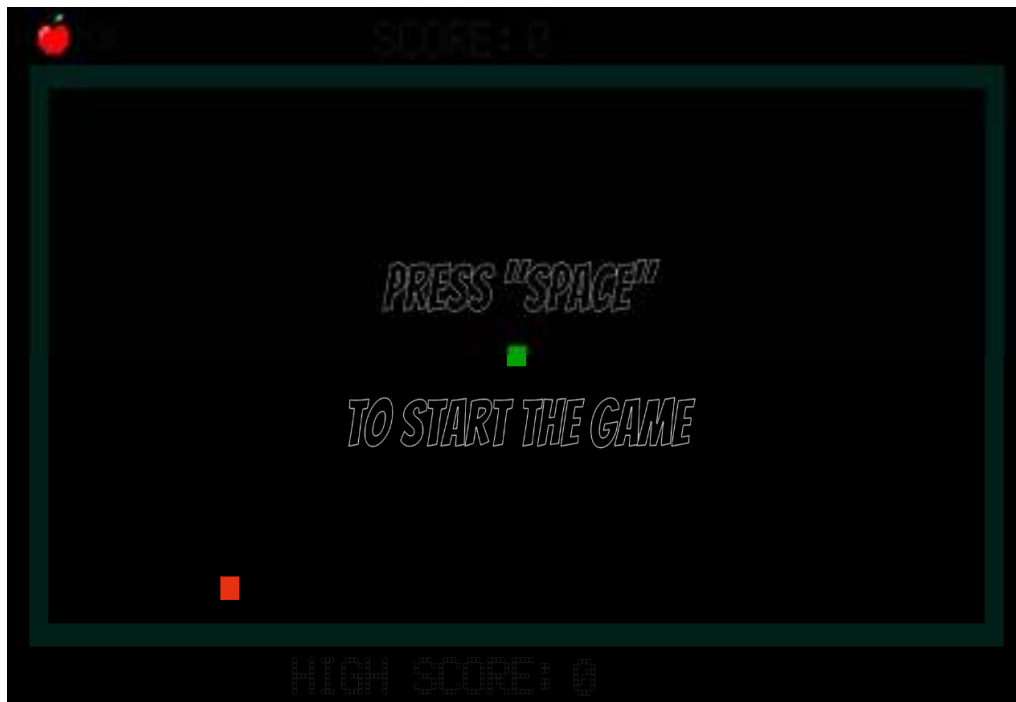 SCORE: 0
PRESS "SPACE"
TO START THE GAME
HIGH SCORE: 0